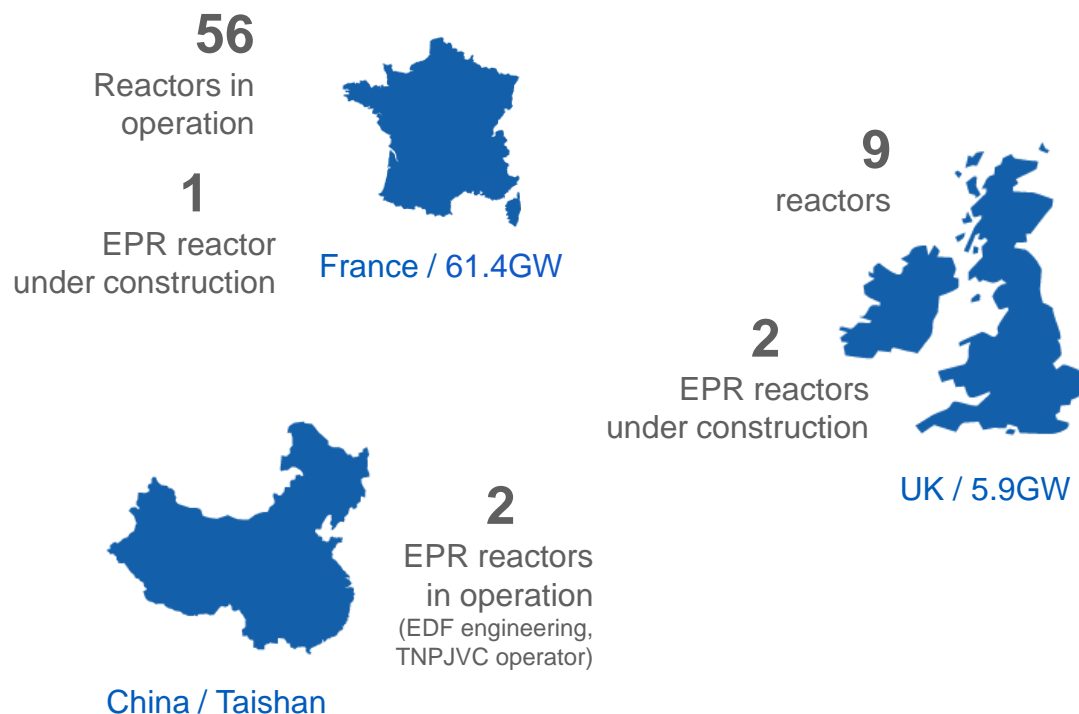 56
Reactors in
operation
1
EPR reactor
under construction
France / 61.4GW
9
reactors
2
EPR reactors
under construction
UK / 5.9GW
2
EPR reactors
in operation
(EDF engineering,
TNPJVC operator)
China / Taishan